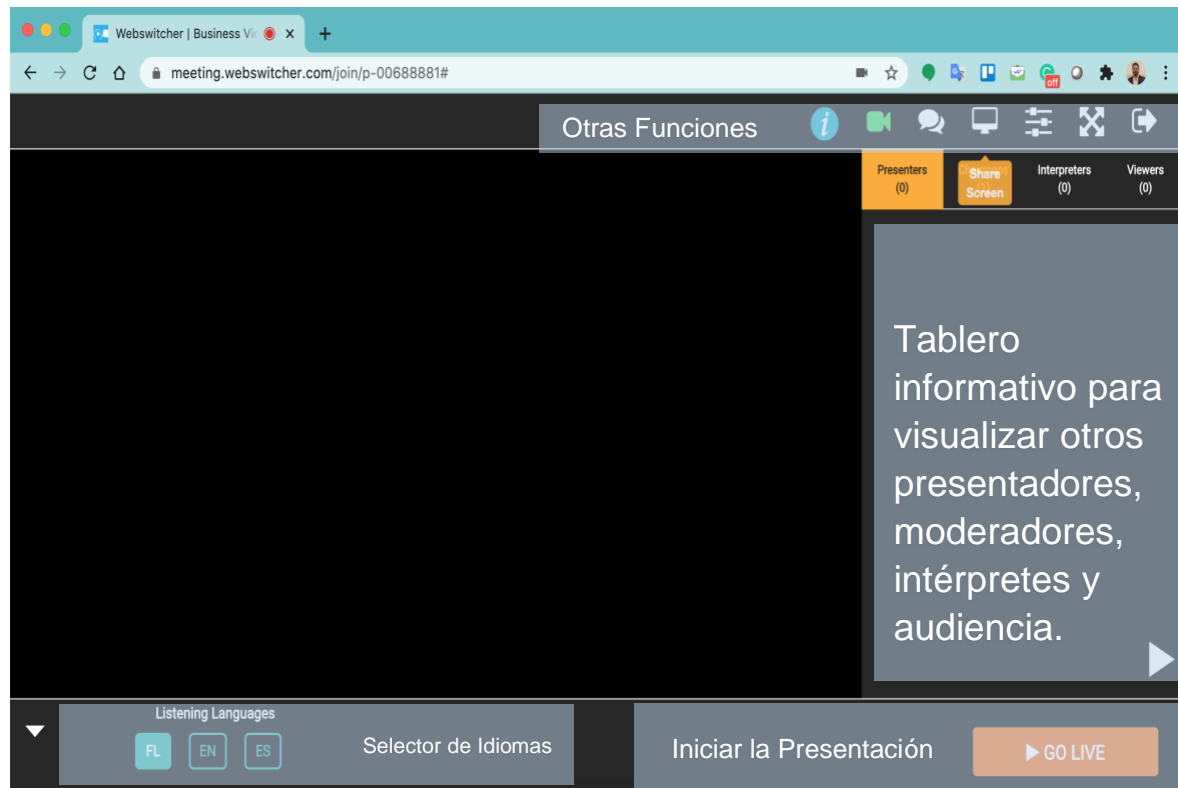 Webswitcher | Business Vi
meeting.webswitcher.com/join/p-00688881#
off
Otras Funciones
Presenters
(0)
Share
Screen
Interpreters
(0)
Viewers
(0)
Tablero
informativo para
visualizar otros
presentadores,
moderadores,
intérpretes y
audiencia.
Listening Languages
FL EN ES
Selector de Idiomas
Iniciar la Presentación
GO LIVE